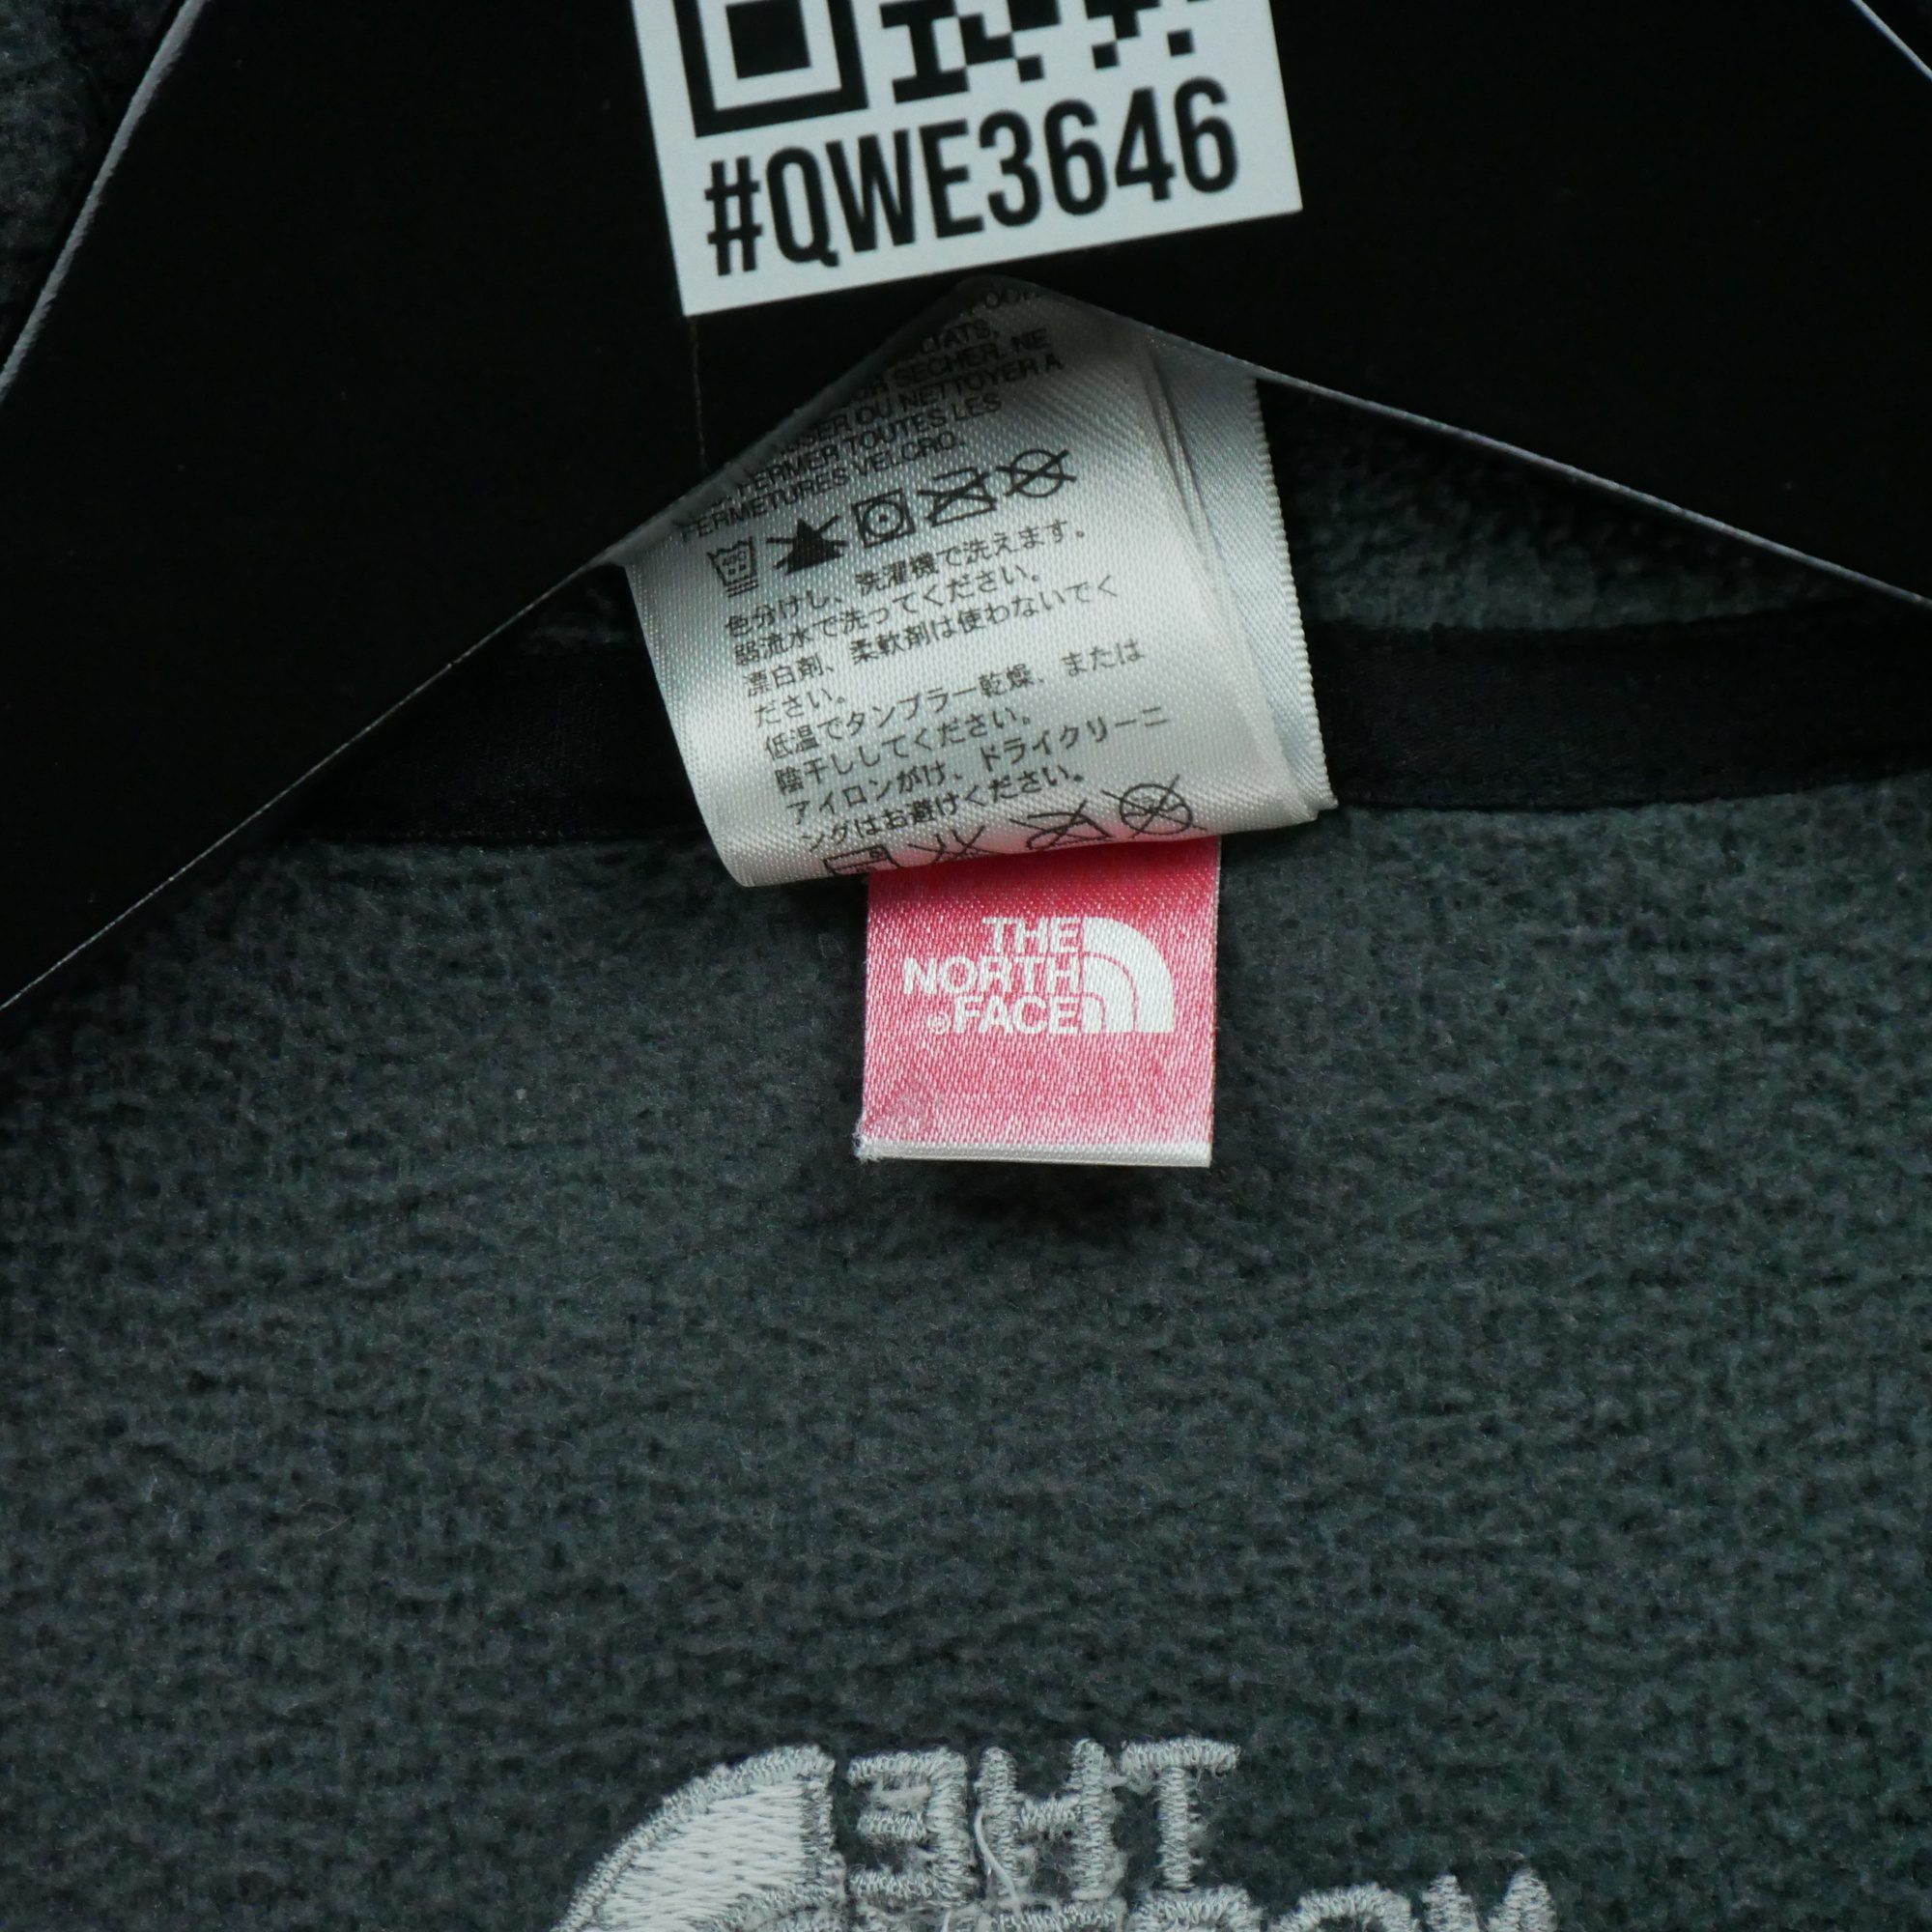 #QWE3646
SECHER. NE
OU NETTOYER A
FERMER TOUTES LES
FERMETURES VELCRO.
色分けし、洗濯機で洗えます。
弱流水で洗ってください。
漂白剤、柔軟剤は使わないでく
ださい。
低温でタンブラー乾燥、または
陰干ししてください。
アイロンがけ、ドライクリーニ
ングはお避けください。
THE
NORTH
FACE
THE